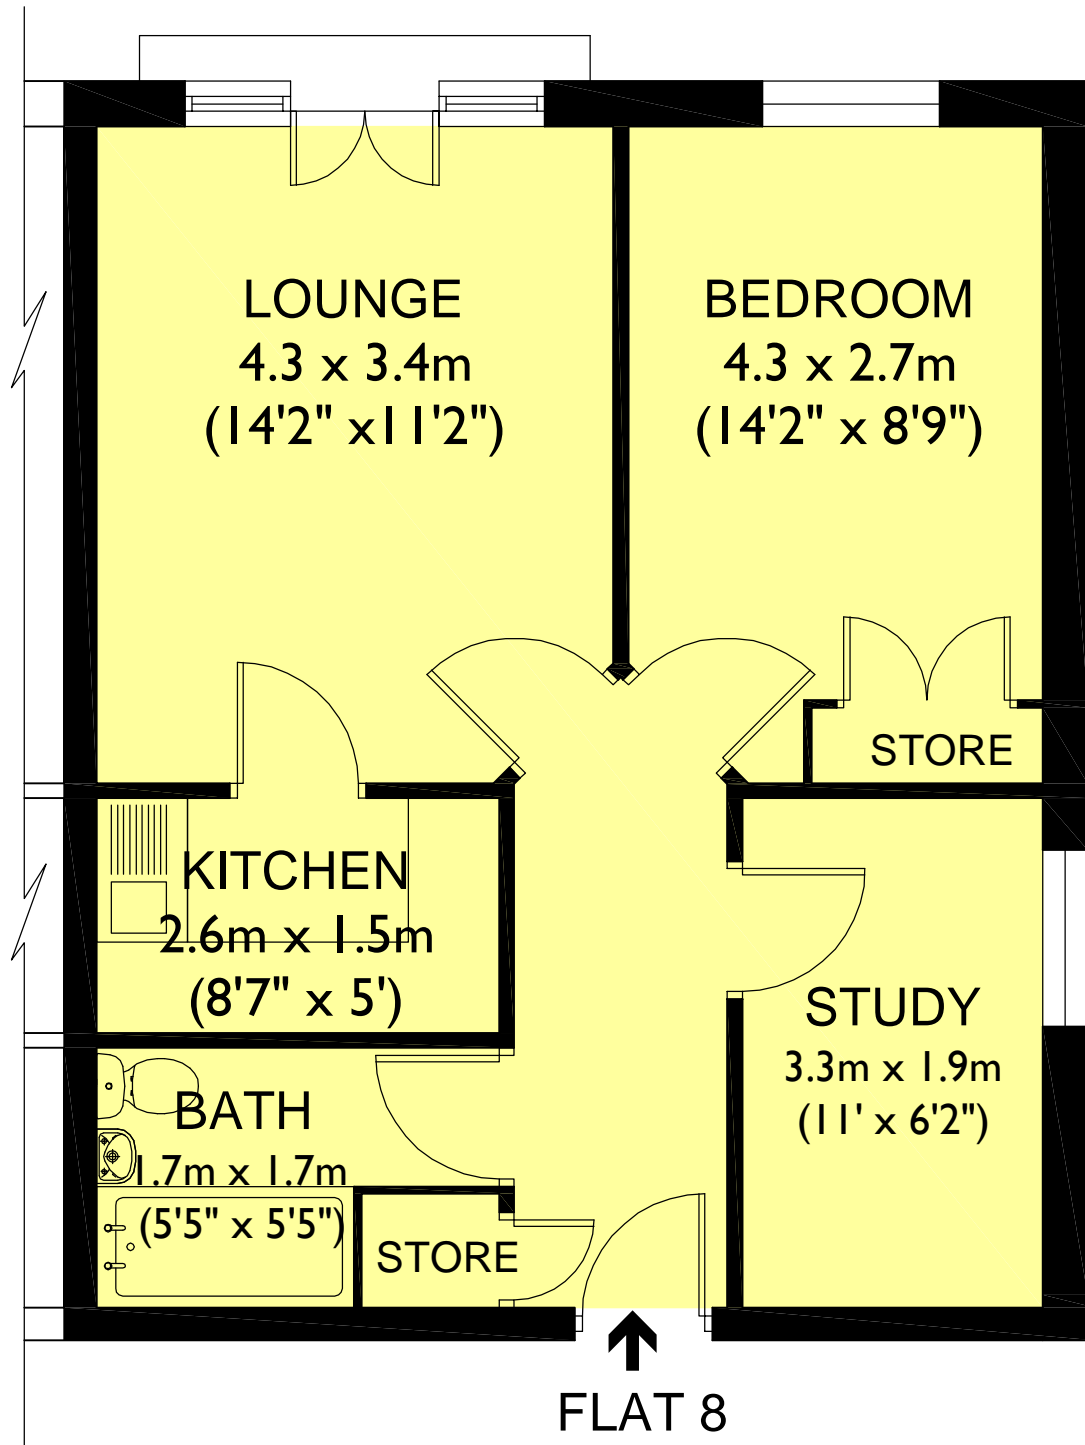 LOUNGE
4.3 x 3.4m
(14'2" x11'2")
BEDROOM
4.3 x 2.7m
(14'2" x 8'9")
STORE
KITCHEN
2.6m x 1.5m
(8'7" x 5')
STUDY
3.3m x 1.9m
(11' x 6'2")
BATH
1.7m x 1.7m
(5'5" x 5'5")
STORE
FLAT 8